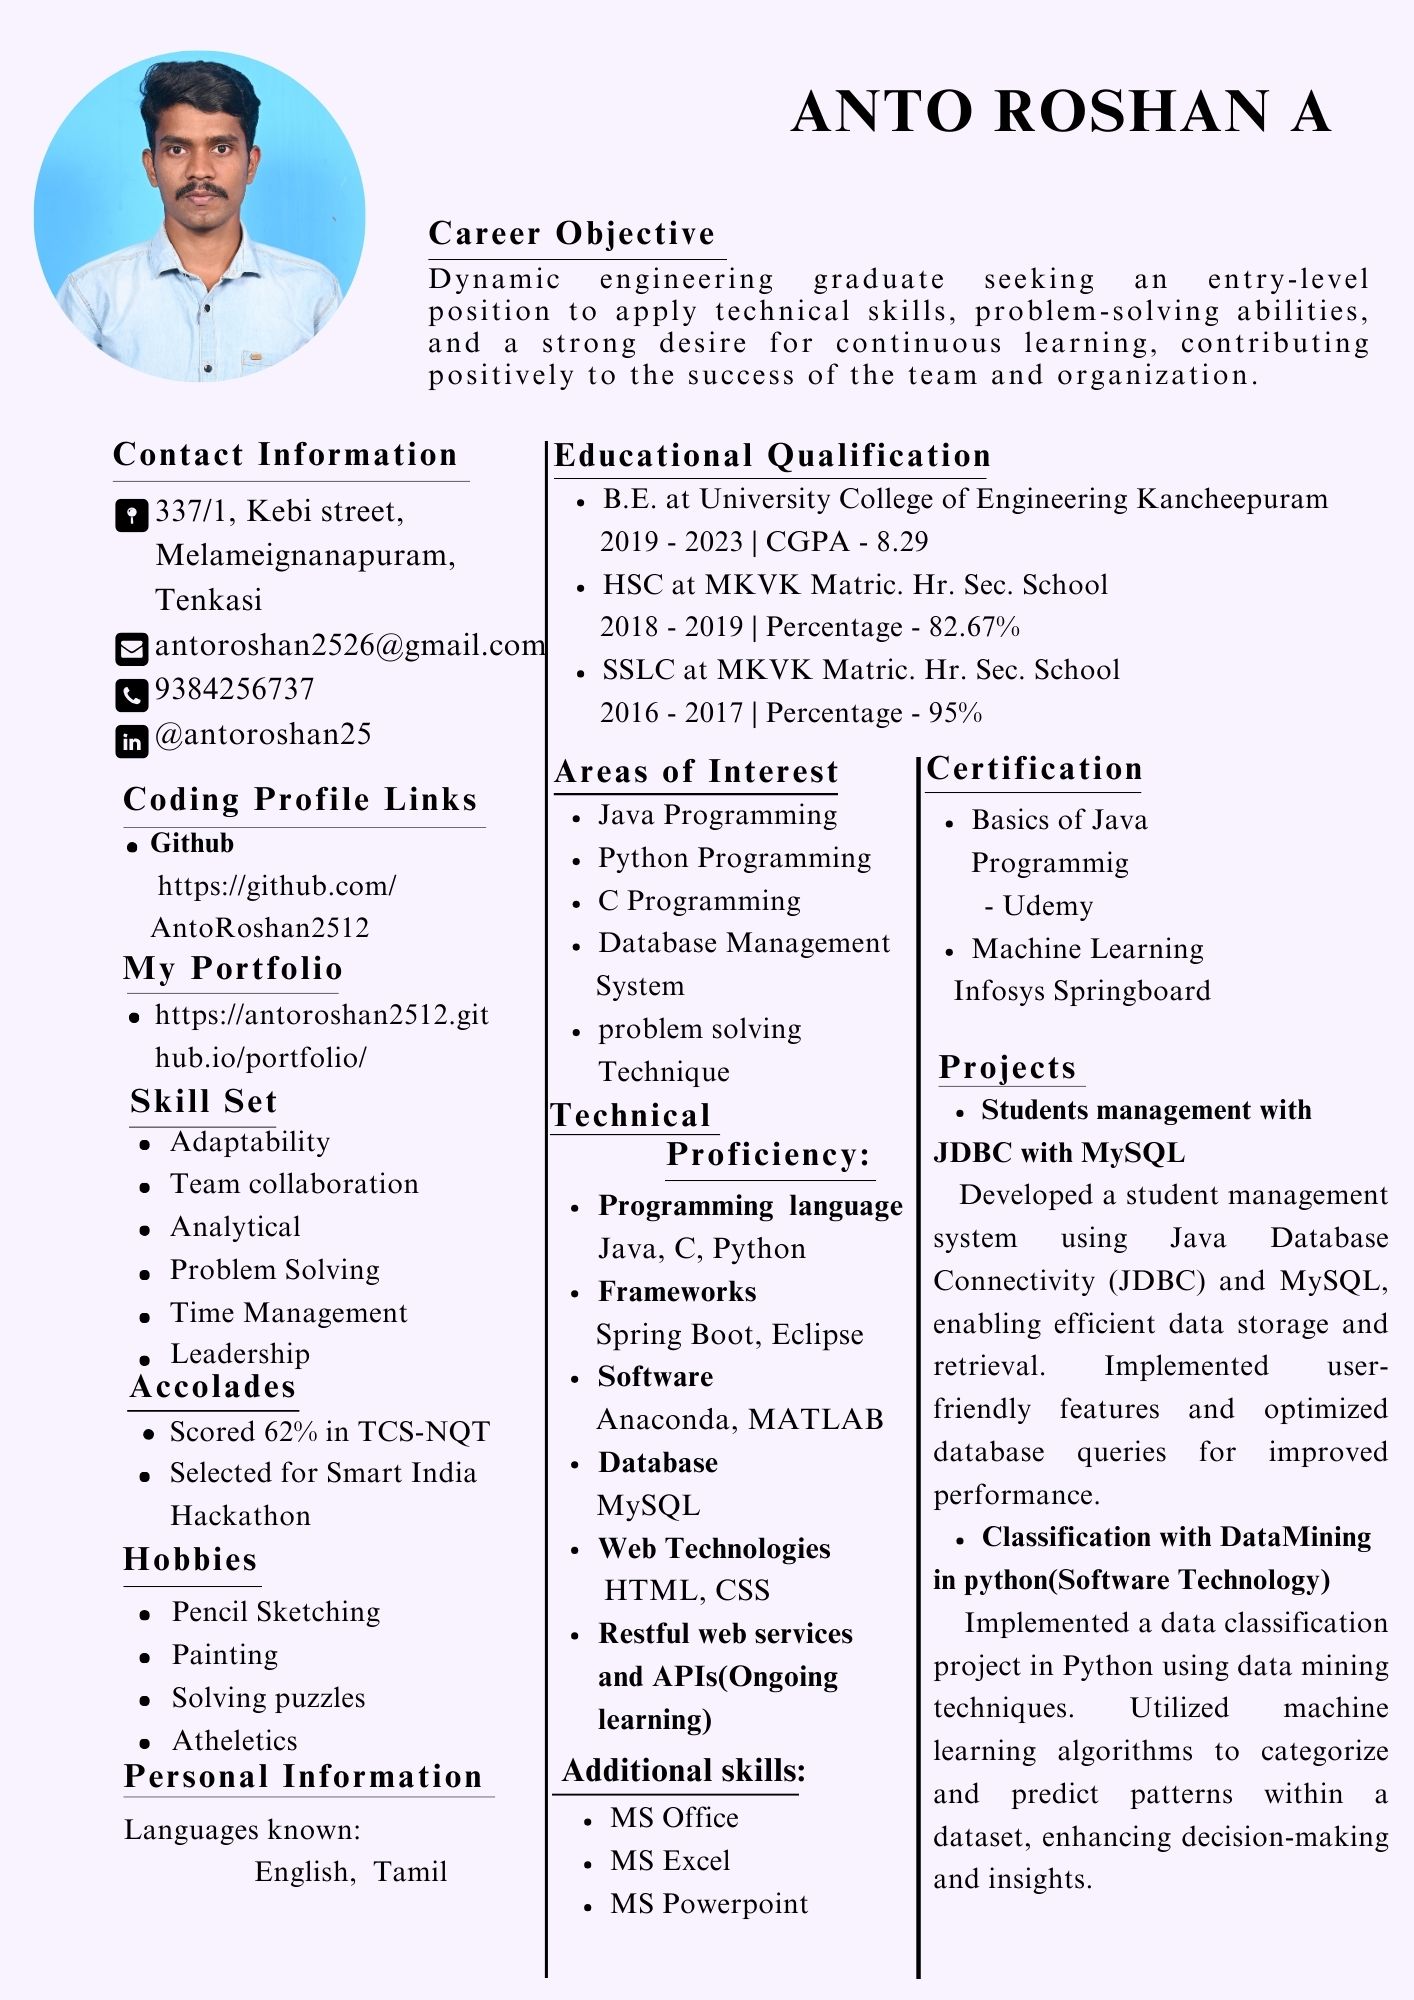 ANTO ROSHAN A
Career Objective
Dynamic engineering graduate seeking an entry-level
position to apply technical skills, problem-solving abilities,
and a strong desire for continuous learning, contributing
positively to the success of the team and organization.
Contact Information
337/1, Kebi street,
Melameignanapuram,
Tenkasi
antoroshan2526@gmail.com
9384256737
@antoroshan25
Coding Profile Links
• Github
https://github.com/
AntoRoshan2512
My Portfolio
• https://antoroshan2512.git
hub.io/portfolio/
Skill Set
• Adaptability
• Team collaboration
• Analytical
• Problem Solving
• Time Management
• Leadership
Accolades
• Scored 62% in TCS-NQT
• Selected for Smart India
Hackathon
Hobbies
• Pencil Sketching
• Painting
• Solving puzzles
• Atheletics
Personal Information
Languages known:
English, Tamil
Educational Qualification
• B.E. at University College of Engineering Kancheepuram
2019 - 2023 | CGPA - 8.29
• HSC at MKVK Matric. Hr. Sec. School
2018 - 2019 | Percentage - 82.67%
• SSLC at MKVK Matric. Hr. Sec. School
2016 - 2017 | Percentage - 95%
Areas of Interest
• Java Programming
• Python Programming
• C Programming
• Database Management
System
• problem solving
Technique
Technical
Proficiency:
• Programming language
Java, C, Python
• Frameworks
Spring Boot, Eclipse
• Software
Anaconda, MATLAB
• Database
MySQL
• Web Technologies
HTML, CSS
• Restful web services
and APIs(Ongoing
learning)
Additional skills:
• MS Office
• MS Excel
• MS Powerpoint
Certification
• Basics of Java
Programmig
- Udemy
• Machine Learning
Infosys Springboard
Projects
• Students management with
JDBC with MySQL
Developed a student management
system using Java Database
Connectivity (JDBC) and MySQL,
enabling efficient data storage and
retrieval. Implemented user-
friendly features and optimized
database queries for improved
performance.
• Classification with DataMining
in python(Software Technology)
Implemented a data classification
project in Python using data mining
techniques. Utilized machine
learning algorithms to categorize
and predict patterns within a
dataset, enhancing decision-making
and insights.